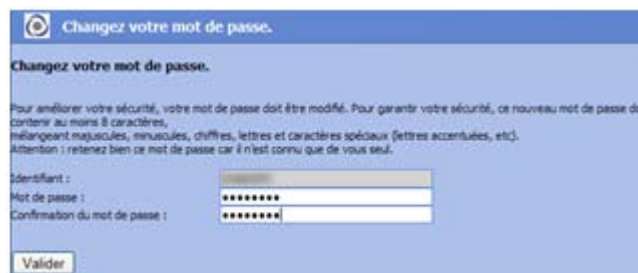 Changez votre mot de passe.
Changez votre mot de passe.
Pour améliorer votre sécurité, votre mot de passe doit être modifié. Pour garantir votre sécurité, ce nouveau mot de passe do
contenir au moins 8 caractères,
mélangeant majuscules, minuscules, chiffres, lettres et caractères spéciaux (lettres accentuées, etc).
Attention : retenez bien ce mot de passe car il n'est connu que de vous seul.
Identifiant :
Mot de passe : ••••••••
Confirmation du mot de passe : ••••••••
Valider